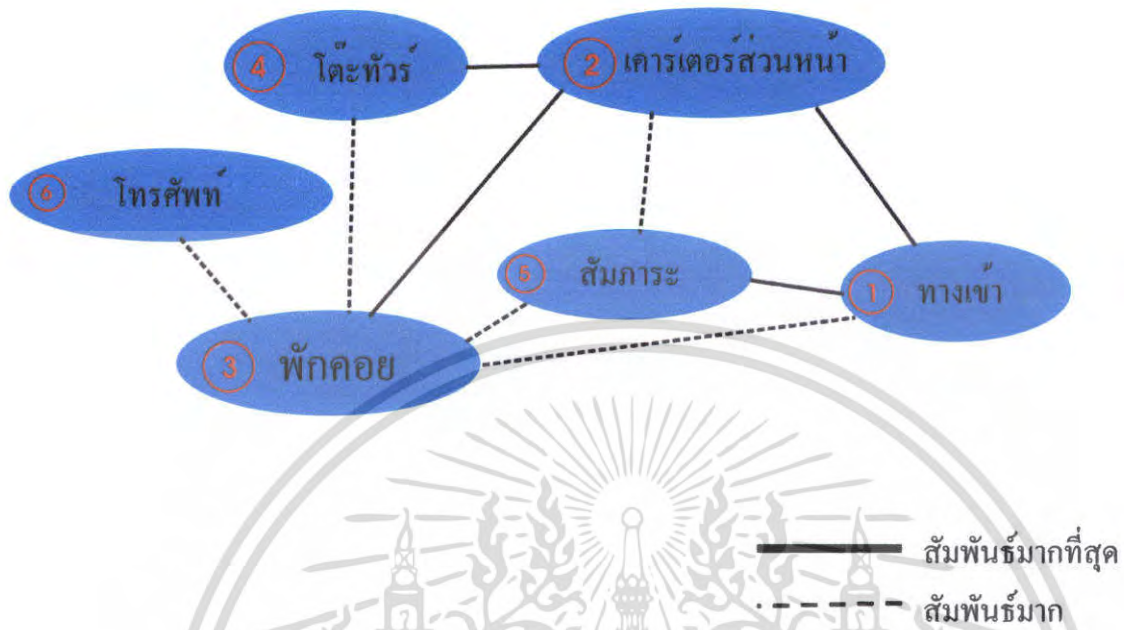 4 โต๊ะทัวร์
2 เคาร์เตอร์ส่วนหน้า
6 โทรศัพท์
5 สัมภาระ
1 ทางเข้า
3 พักคอย
สัมพันธ์มากที่สุด
สัมพันธ์มาก